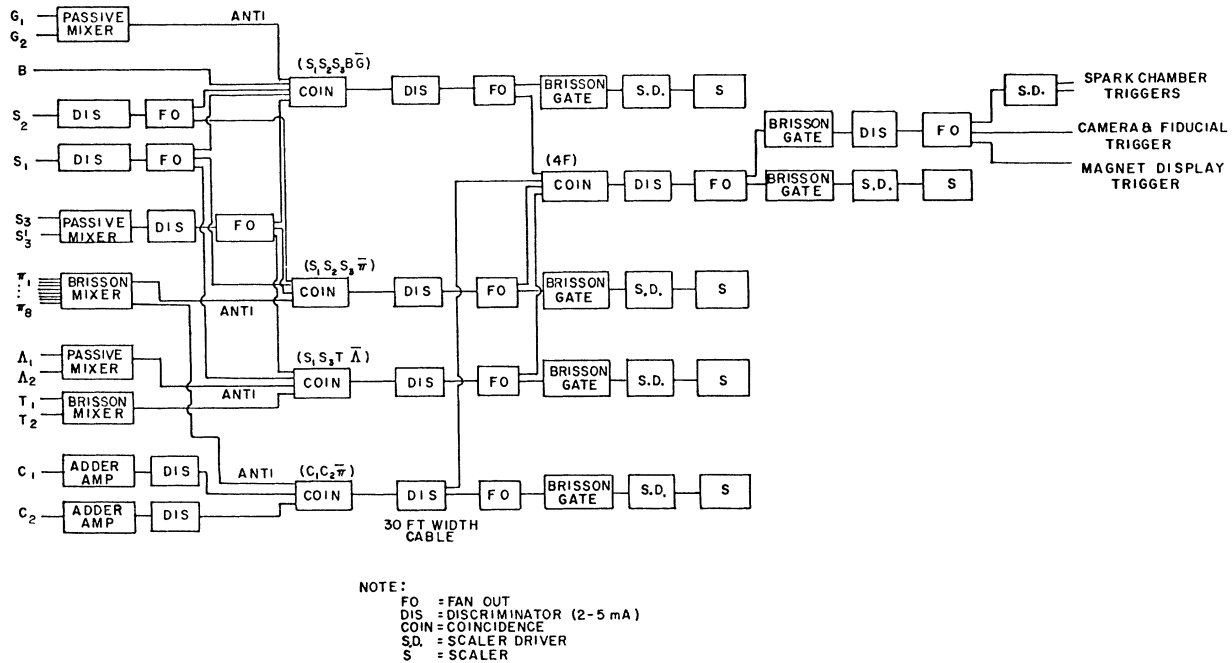 G₁
G₂
PASSIVE
MIXER
ANTI
B
(S₁S₂S₃BḠ)
COIN
DIS
FO
BRISSON
GATE
S.D.
S
S₂
DIS
FO
S₁
DIS
FO
S.D.
SPARK CHAMBER
TRIGGERS
BRISSON
GATE
DIS
FO
CAMERA & FIDUCIAL
TRIGGER
MAGNET DISPLAY
TRIGGER
(4F)
COIN
DIS
FO
BRISSON
GATE
S.D.
S
S₃
S'₃
PASSIVE
MIXER
DIS
FO
π₁
π₈
BRISSON
MIXER
ANTI
(S₁S₂S₃π̅)
COIN
DIS
FO
BRISSON
GATE
S.D.
S
Λ₁
Λ₂
PASSIVE
MIXER
ANTI
T₁
T₂
BRISSON
MIXER
(S₁S₃T Λ̅)
COIN
DIS
FO
BRISSON
GATE
S.D.
S
C₁
ADDER
AMP
DIS
ANTI
C₂
ADDER
AMP
DIS
(C₁C₂π̅)
COIN
DIS
30 FT WIDTH
CABLE
FO
BRISSON
GATE
S.D.
S
NOTE:
FO = FAN OUT
DIS = DISCRIMINATOR (2-5 mA)
COIN = COINCIDENCE
S.D. = SCALER DRIVER
S = SCALER